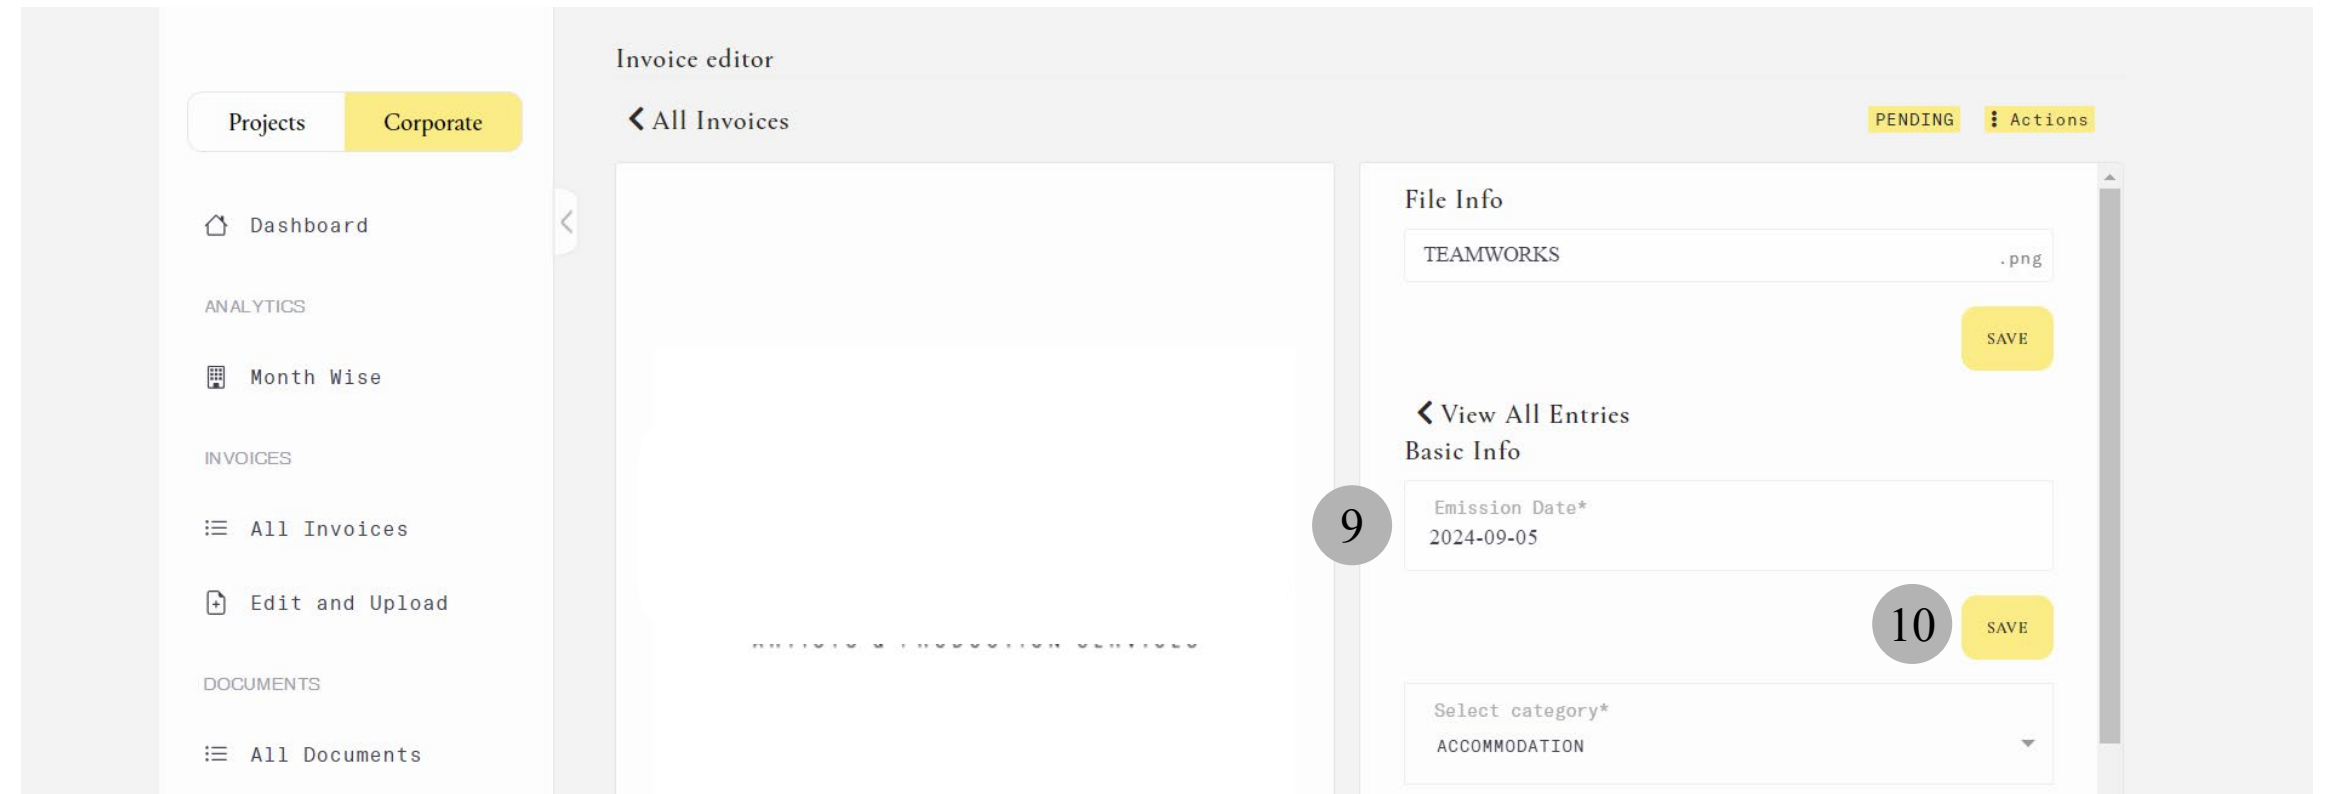 Invoice editor
Projects
Corporate
All Invoices
PENDING
Actions
Dashboard
ANALYTICS
Month Wise
INVOICES
All Invoices
Edit and Upload
DOCUMENTS
All Documents
File Info
TEAMWORKS
.png
SAVE
View All Entries
Basic Info
9
Emission Date*
2024-09-05
10
SAVE
Select category*
ACCOMMODATION